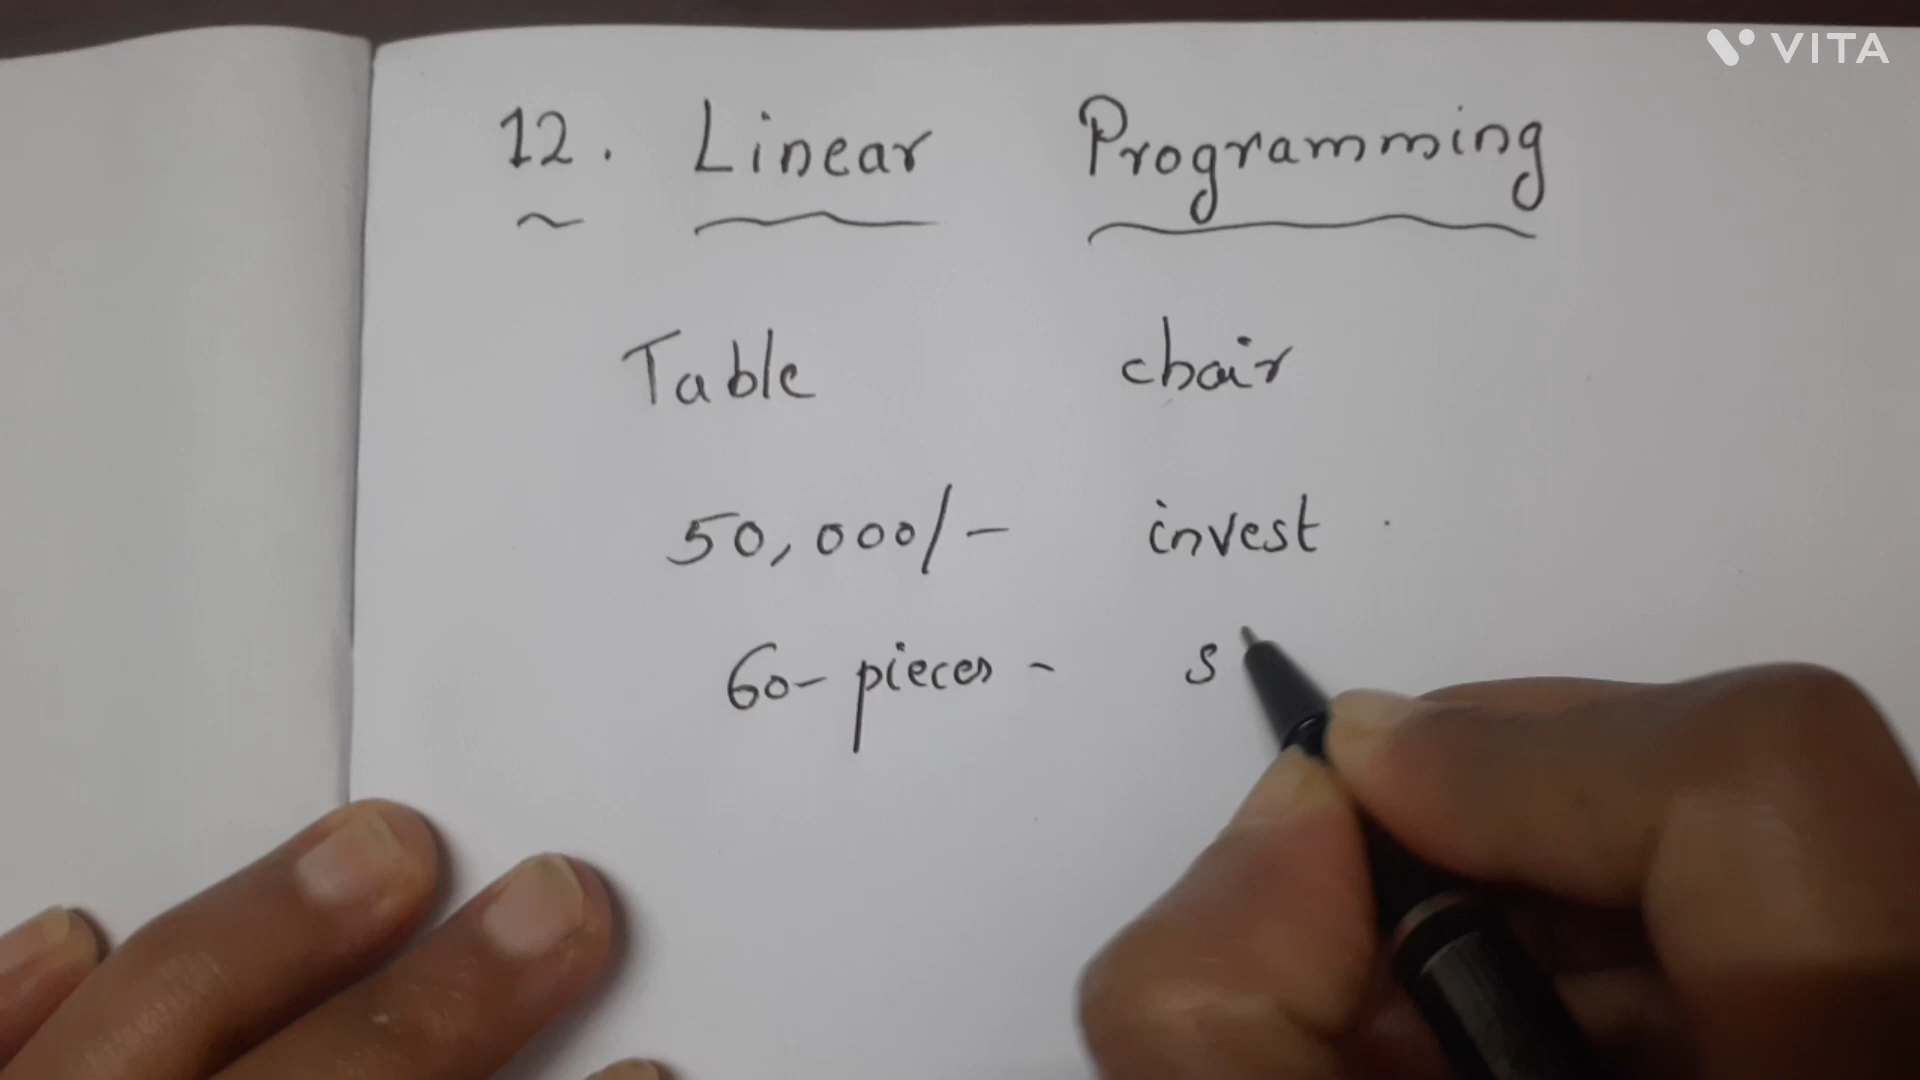 VITA
12. Linear Programming
Table chair
50,000/- invest
60- pieces - s